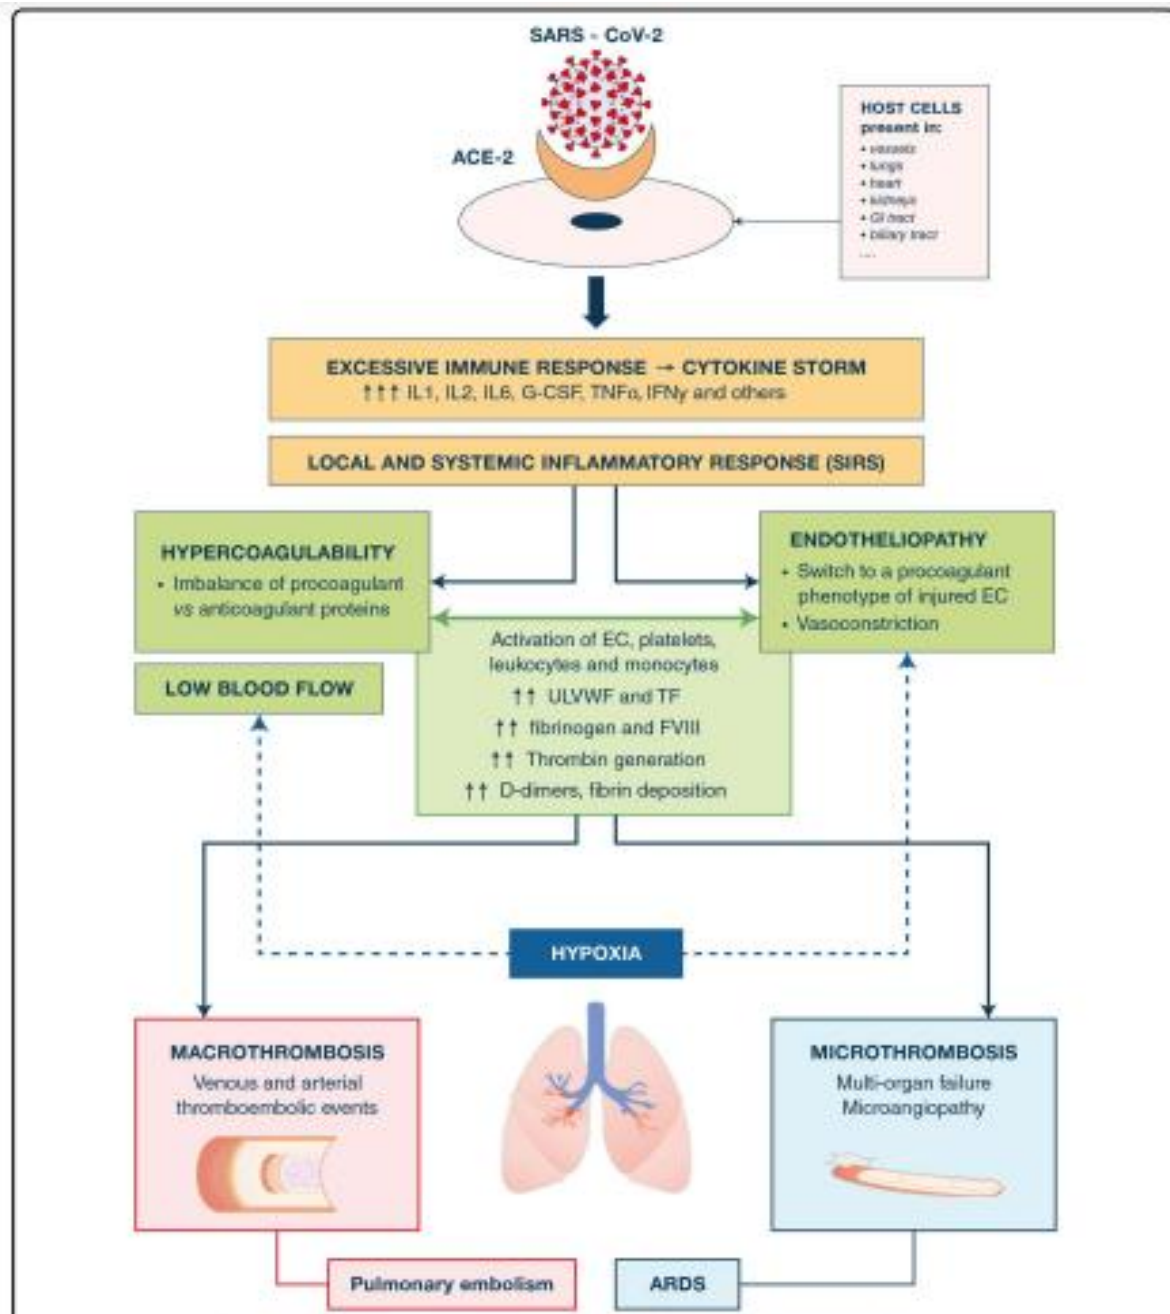 SARS - CoV-2
ACE-2
HOST CELLS
present in:
• vessels
• lungs
• heart
• kidneys
• GI tract
• biliary tract
...
EXCESSIVE IMMUNE RESPONSE → CYTOKINE STORM
↑↑↑ IL1, IL2, IL6, G-CSF, TNFα, IFNγ and others
LOCAL AND SYSTEMIC INFLAMMATORY RESPONSE (SIRS)
HYPERCOAGULABILITY
• Imbalance of procoagulant
vs anticoagulant proteins
ENDOTHELIOPATHY
• Switch to a procoagulant
phenotype of injured EC
• Vasoconstriction
LOW BLOOD FLOW
Activation of EC, platelets,
leukocytes and monocytes
↑↑ ULVWF and TF
↑↑ fibrinogen and FVIII
↑↑ Thrombin generation
↑↑ D-dimers, fibrin deposition
HYPOXIA
MACROTHROMBOSIS
Venous and arterial
thromboembolic events
MICROTHROMBOSIS
Multi-organ failure
Microangiopathy
Pulmonary embolism
ARDS